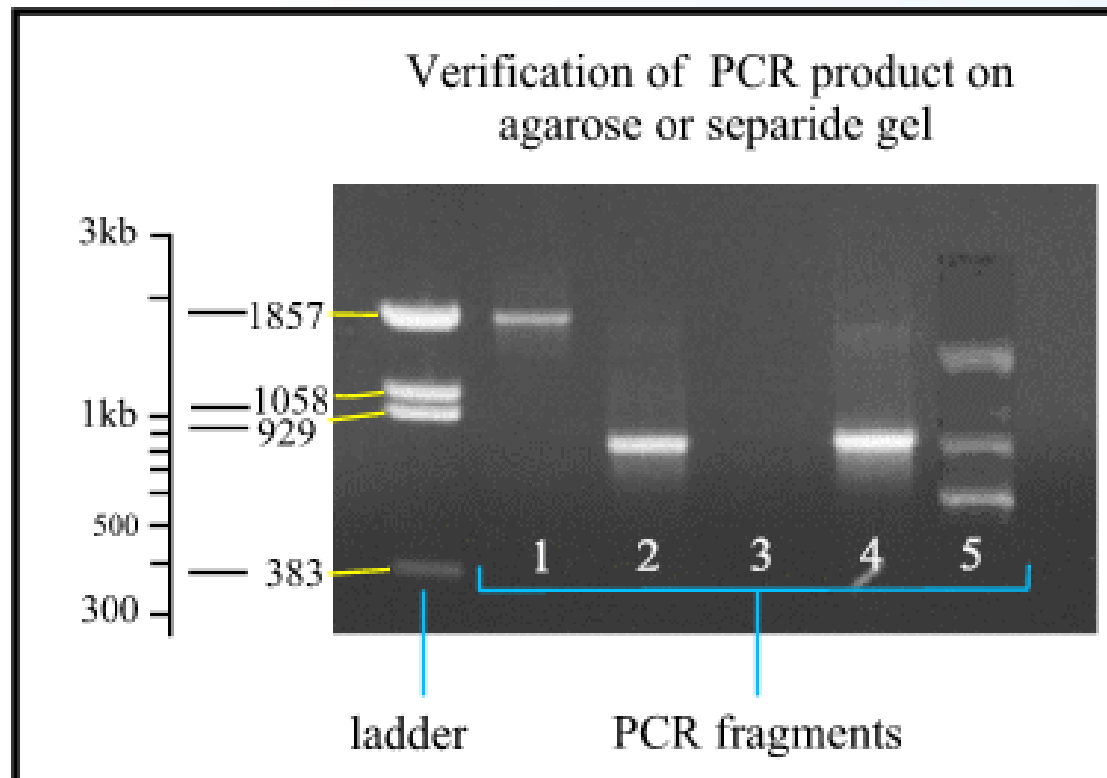 Verification of PCR product on
agarose or separide gel
3kb
1857
1058
1kb
929
500
383
300
1 2 3 4 5
ladder
PCR fragments